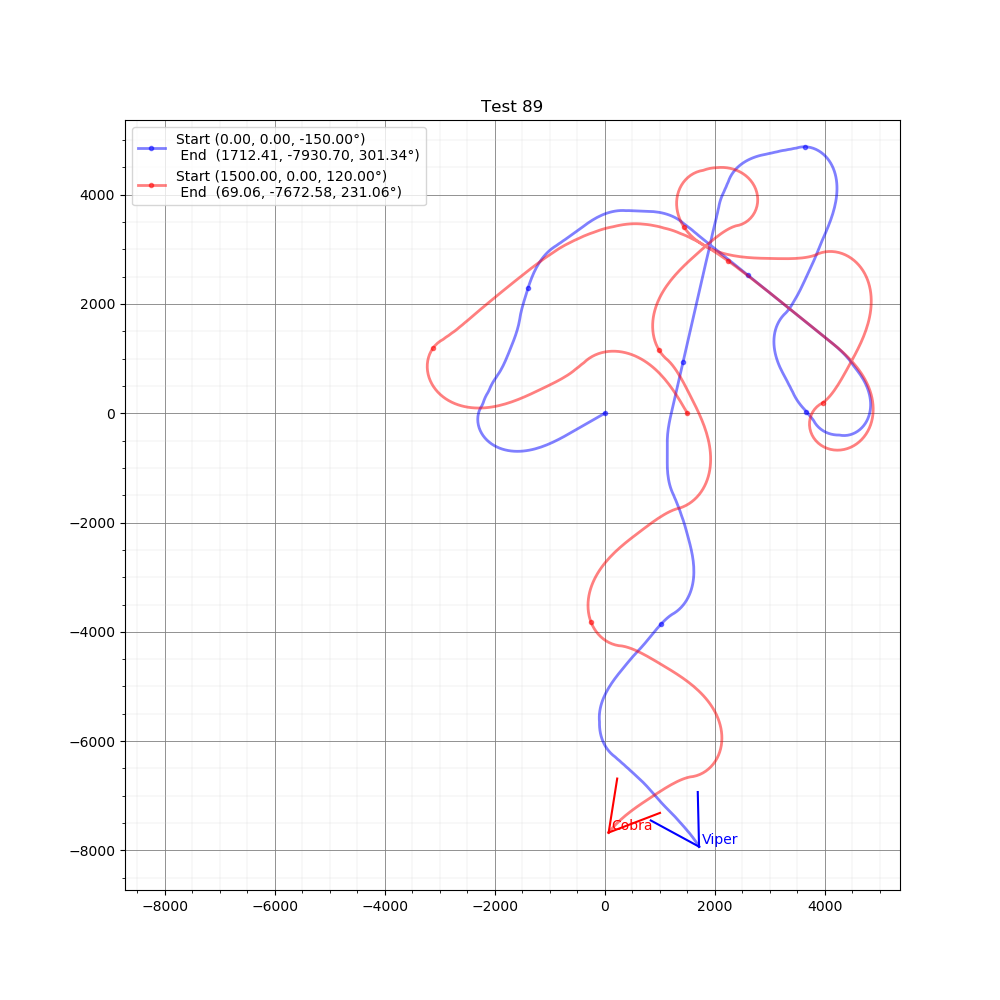 Test 89
Start (0.00, 0.00, -150.00°)
End (1712.41, -7930.70, 301.34°)
Start (1500.00, 0.00, 120.00°)
End (69.06, -7672.58, 231.06°)
4000
2000
0
−2000
−4000
−6000
−8000
Cobra
Viper
−8000 −6000 −4000 −2000 0 2000 4000